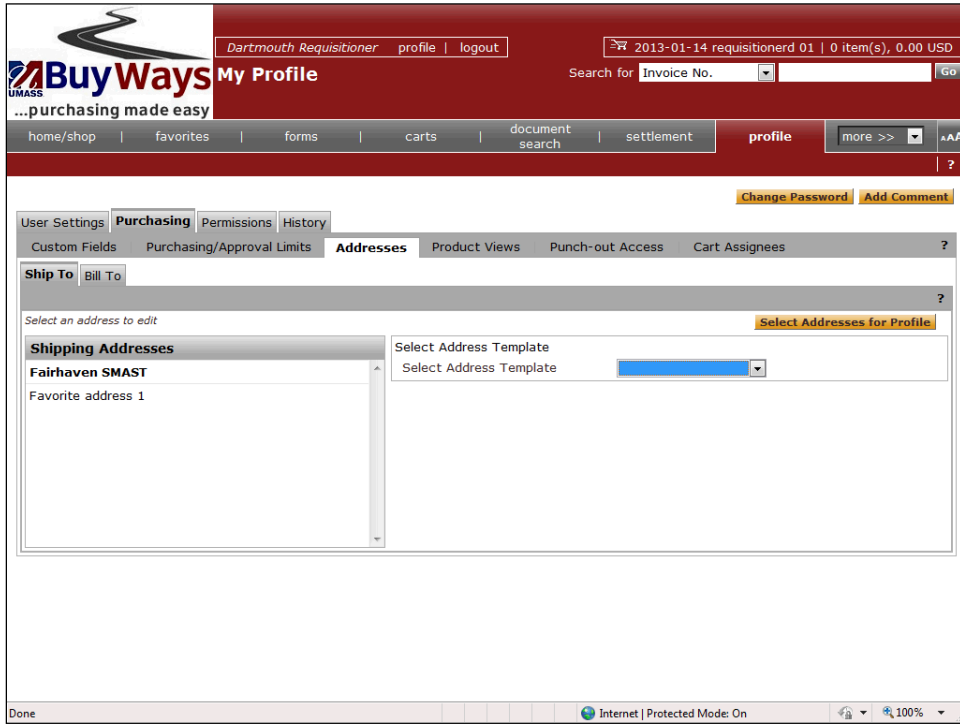 Dartmouth Requisitioner profile | logout
2013-01-14 requisitionerd 01 | 0 item(s), 0.00 USD
UMASS BuyWays
...purchasing made easy
My Profile
Search for Invoice No. Go
home/shop | favorites | forms | carts | document search | settlement profile more >> AAA
| ?
Change Password Add Comment
User Settings Purchasing Permissions History
Custom Fields Purchasing/Approval Limits Addresses Product Views Punch-out Access Cart Assignees ?
Ship To Bill To
?
Select an address to edit
Select Addresses for Profile
Shipping Addresses
Fairhaven SMAST
Favorite address 1
Select Address Template
Select Address Template
Done Internet | Protected Mode: On 100%